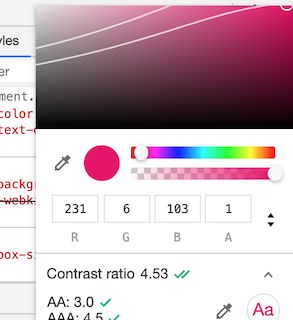 yles
er
ment.
color
text-d
231 6 103 1
R G B A
backg
-webk
Contrast ratio 4.53
box-s
AA: 3.0
AAA: 4.5
Aa